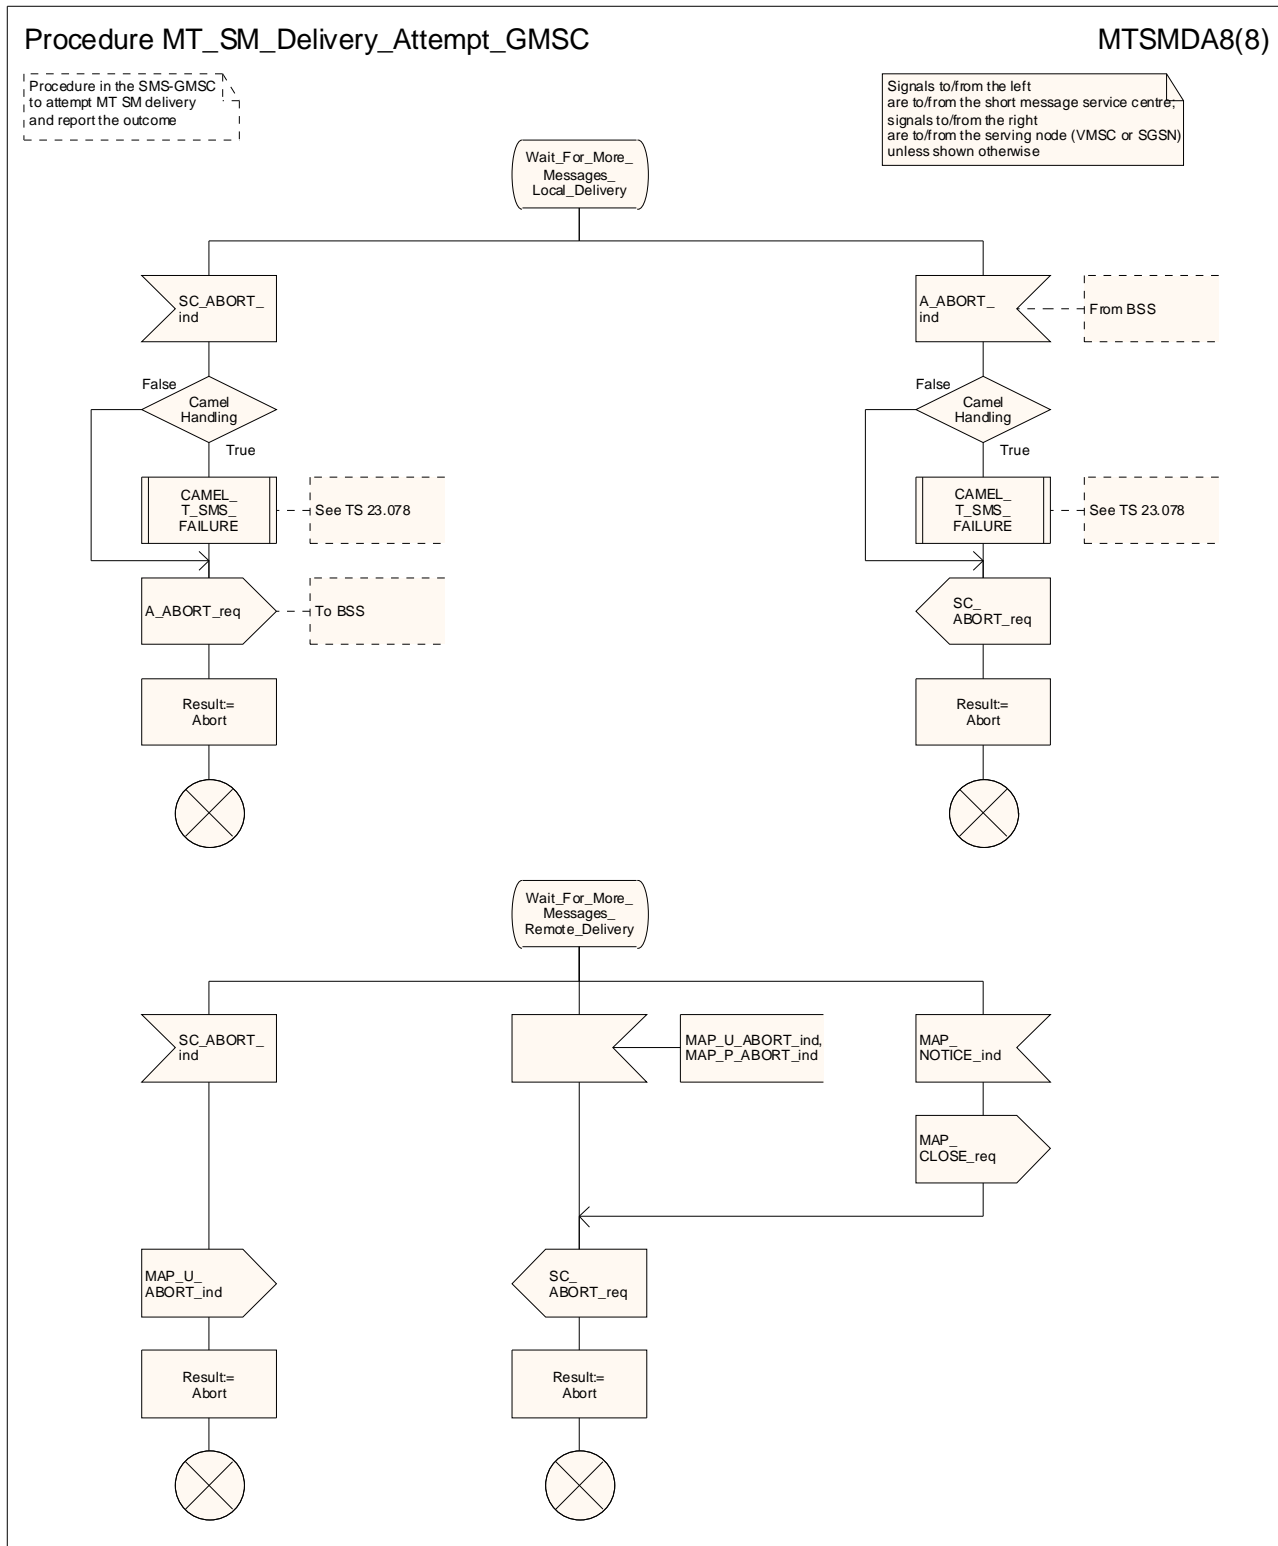 Procedure MT_SM_Delivery_Attempt_GMSC
MTSMDA8(8)
Procedure in the SMS-GMSC
to attempt MT SM delivery
and report the outcome
Signals to/from the left
are to/from the short message service centre;
signals to/from the right
are to/from the serving node (VMSC or SGSN)
unless shown otherwise
Wait_For_More_
Messages_
Local_Delivery
SC_ABORT_
ind
False
Camel
Handling
True
CAMEL_
T_SMS_
FAILURE
See TS 23.078
A_ABORT_req
To BSS
Result:=
Abort
A_ABORT_
ind
From BSS
False
Camel
Handling
True
CAMEL_
T_SMS_
FAILURE
See TS 23.078
SC_
ABORT_req
Result:=
Abort
Wait_For_More_
Messages_
Remote_Delivery
SC_ABORT_
ind
MAP_U_
ABORT_ind
Result:=
Abort
MAP_U_ABORT_ind,
MAP_P_ABORT_ind
SC_
ABORT_req
Result:=
Abort
MAP_
NOTICE_ind
MAP_
CLOSE_req